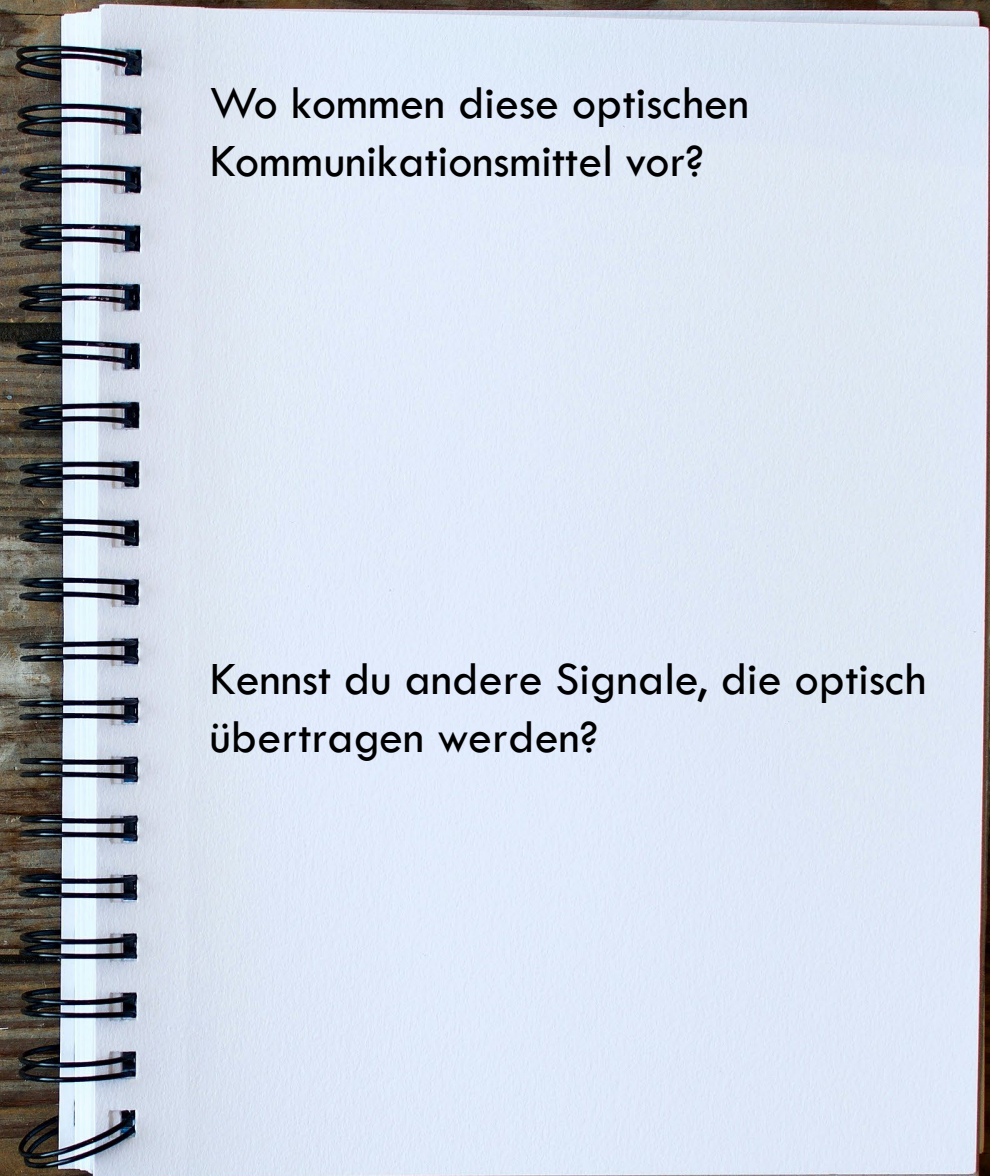 Wo kommen diese optischen
Kommunikationsmittel vor?
Kennst du andere Signale, die optisch
übertragen werden?